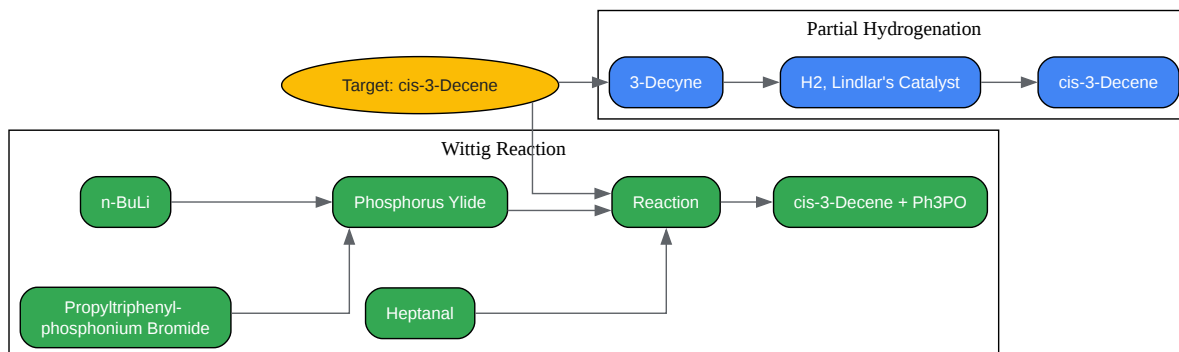 Partial Hydrogenation
Target: cis-3-Decene
3-Decyne
H2, Lindlar's Catalyst
cis-3-Decene
Wittig Reaction
n-BuLi
Phosphorus Ylide
Reaction
cis-3-Decene + Ph3PO
Propyltriphenyl-
phosphonium Bromide
Heptanal